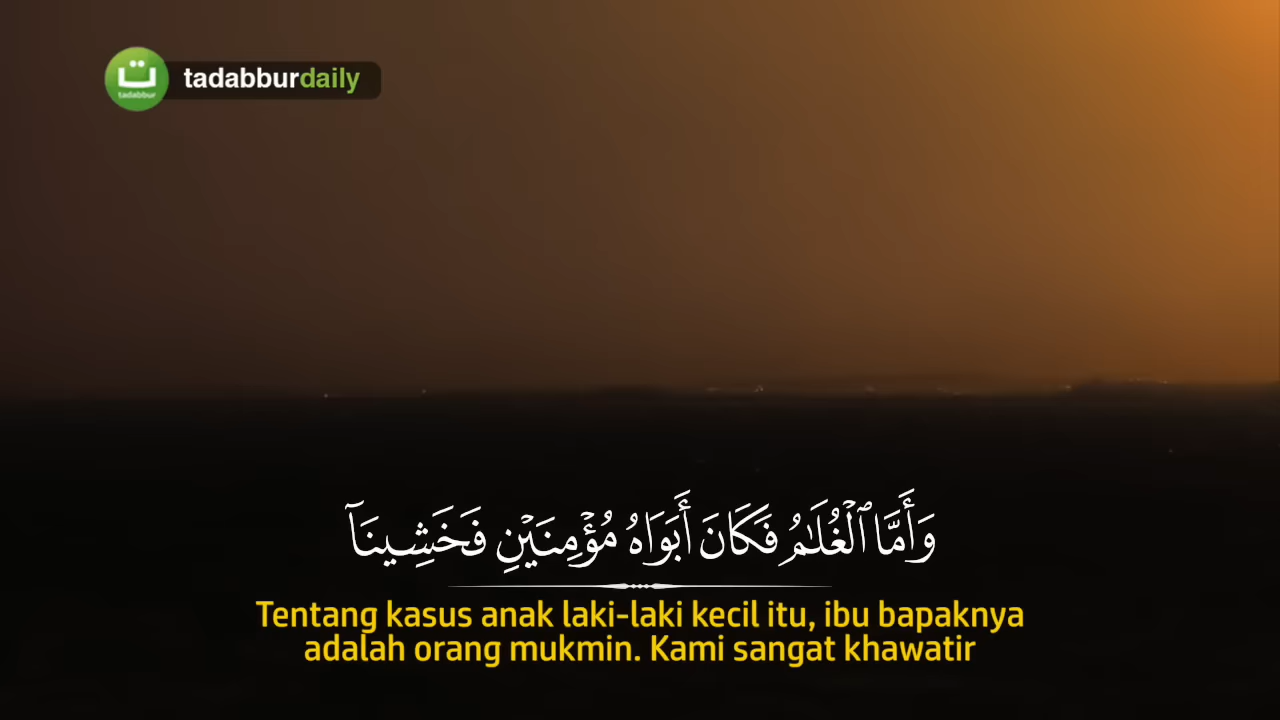 ت
tadabbur
tadabburdaily
وَأَمَّا ٱلْغُلَـٰمُ فَكَانَ أَبَوَاهُ مُؤْمِنَيْنِ فَخَشِينَآ
Tentang kasus anak laki-laki kecil itu, ibu bapaknya
adalah orang mukmin. Kami sangat khawatir